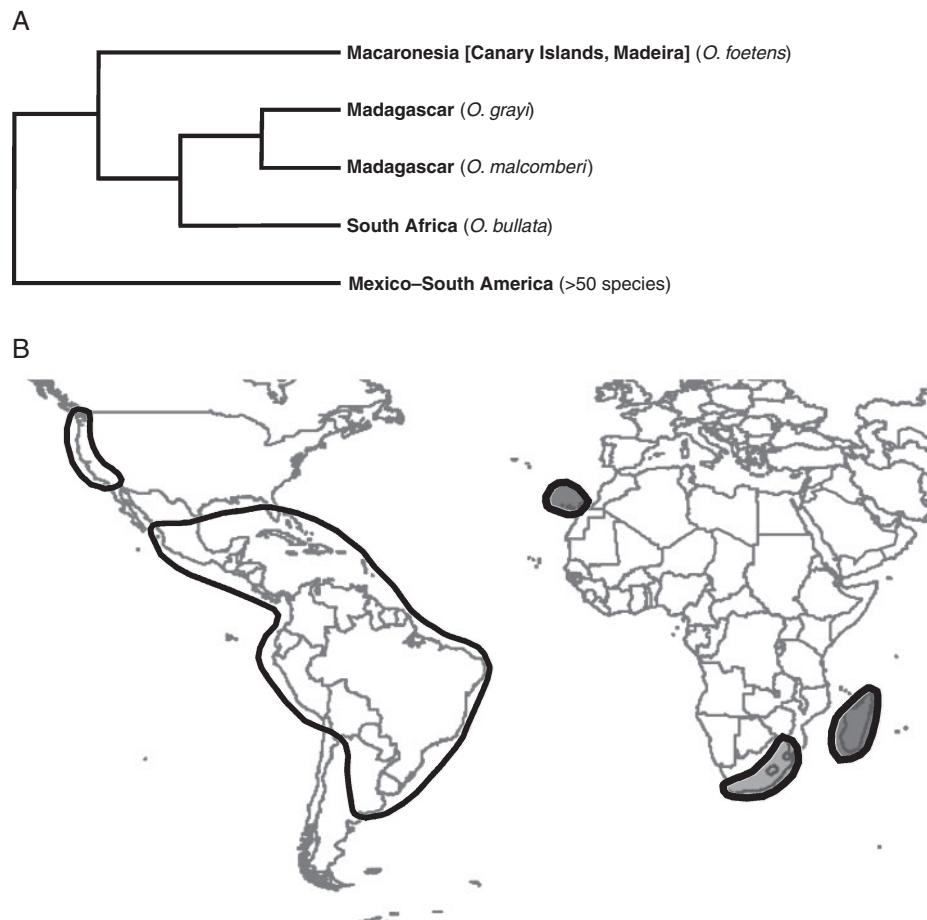 A
Macaronesia [Canary Islands, Madeira] (O. foetens)
Madagascar (O. grayi)
Madagascar (O. malcomberi)
South Africa (O. bullata)
Mexico–South America (>50 species)
B